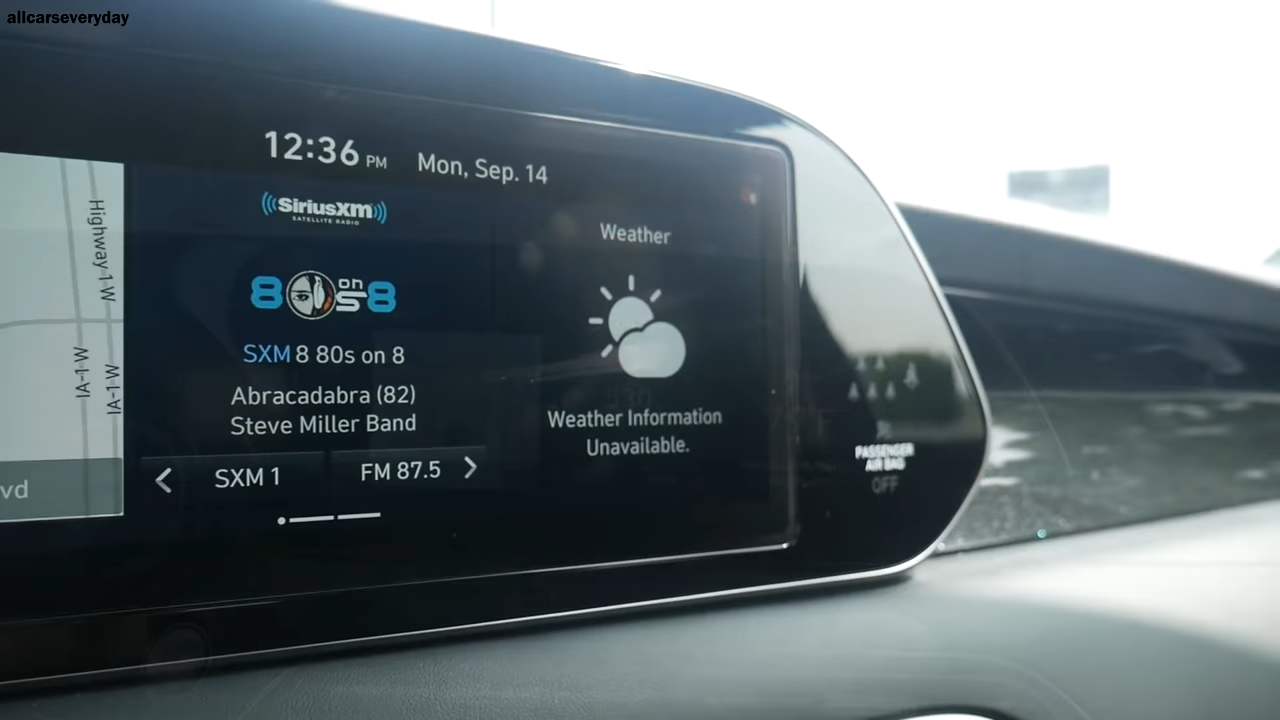 allcarseveryday
12:36 PM Mon, Sep. 14
SiriusXM
SATELLITE RADIO
8 on 8
SXM 8 80s on 8
Abracadabra (82)
Steve Miller Band
SXM 1
FM 87.5
Weather
Weather Information
Unavailable.
Highway 1 W
W-1-VI
W-1-VI
vd
PASSENGER
AIR BAG
OFF